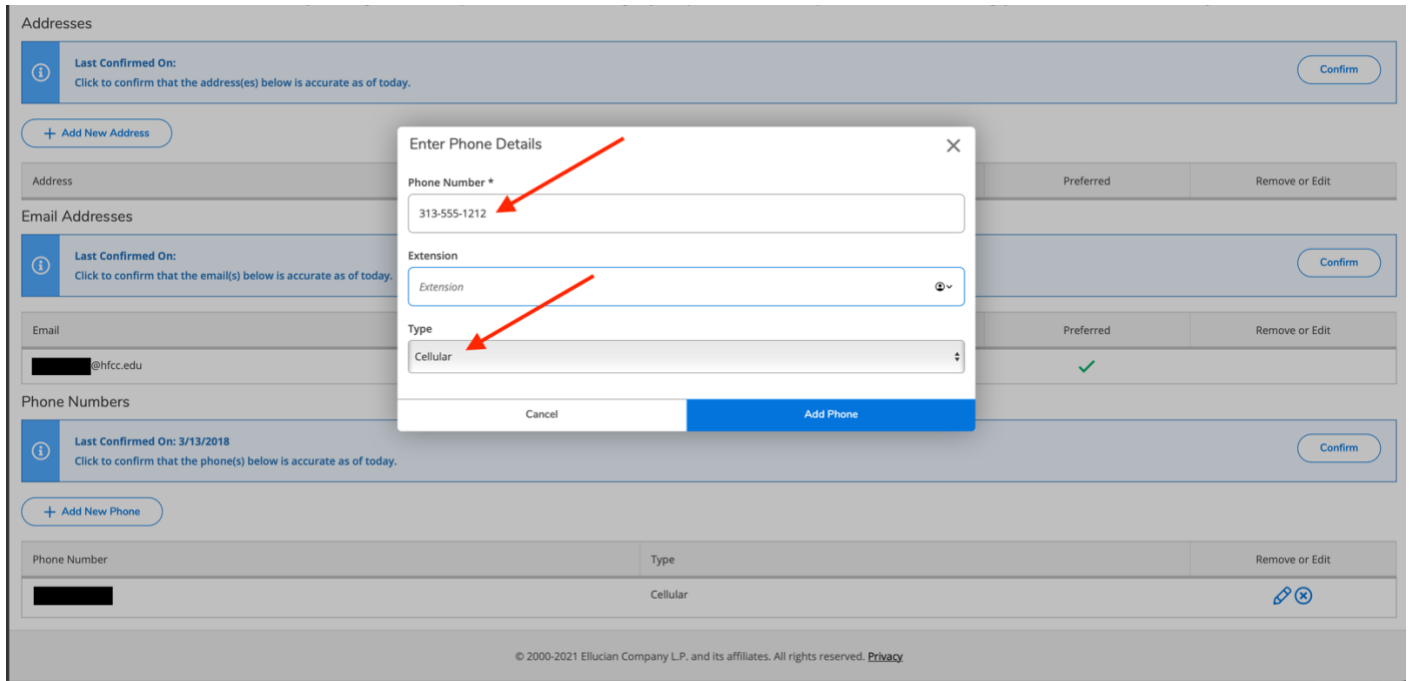 Addresses
Last Confirmed On:
Click to confirm that the address(es) below is accurate as of today.
Confirm
+ Add New Address
Address
Preferred
Remove or Edit
Email Addresses
Last Confirmed On:
Click to confirm that the email(s) below is accurate as of today.
Confirm
Email
Preferred
Remove or Edit
@hfcc.edu
Phone Numbers
Last Confirmed On: 3/13/2018
Click to confirm that the phone(s) below is accurate as of today.
Confirm
+ Add New Phone
Phone Number
Type
Remove or Edit
Cellular
Enter Phone Details
Phone Number *
313-555-1212
Extension
Extension
Type
Cellular
Cancel
Add Phone
© 2000-2021 Ellucian Company L.P. and its affiliates. All rights reserved. Privacy